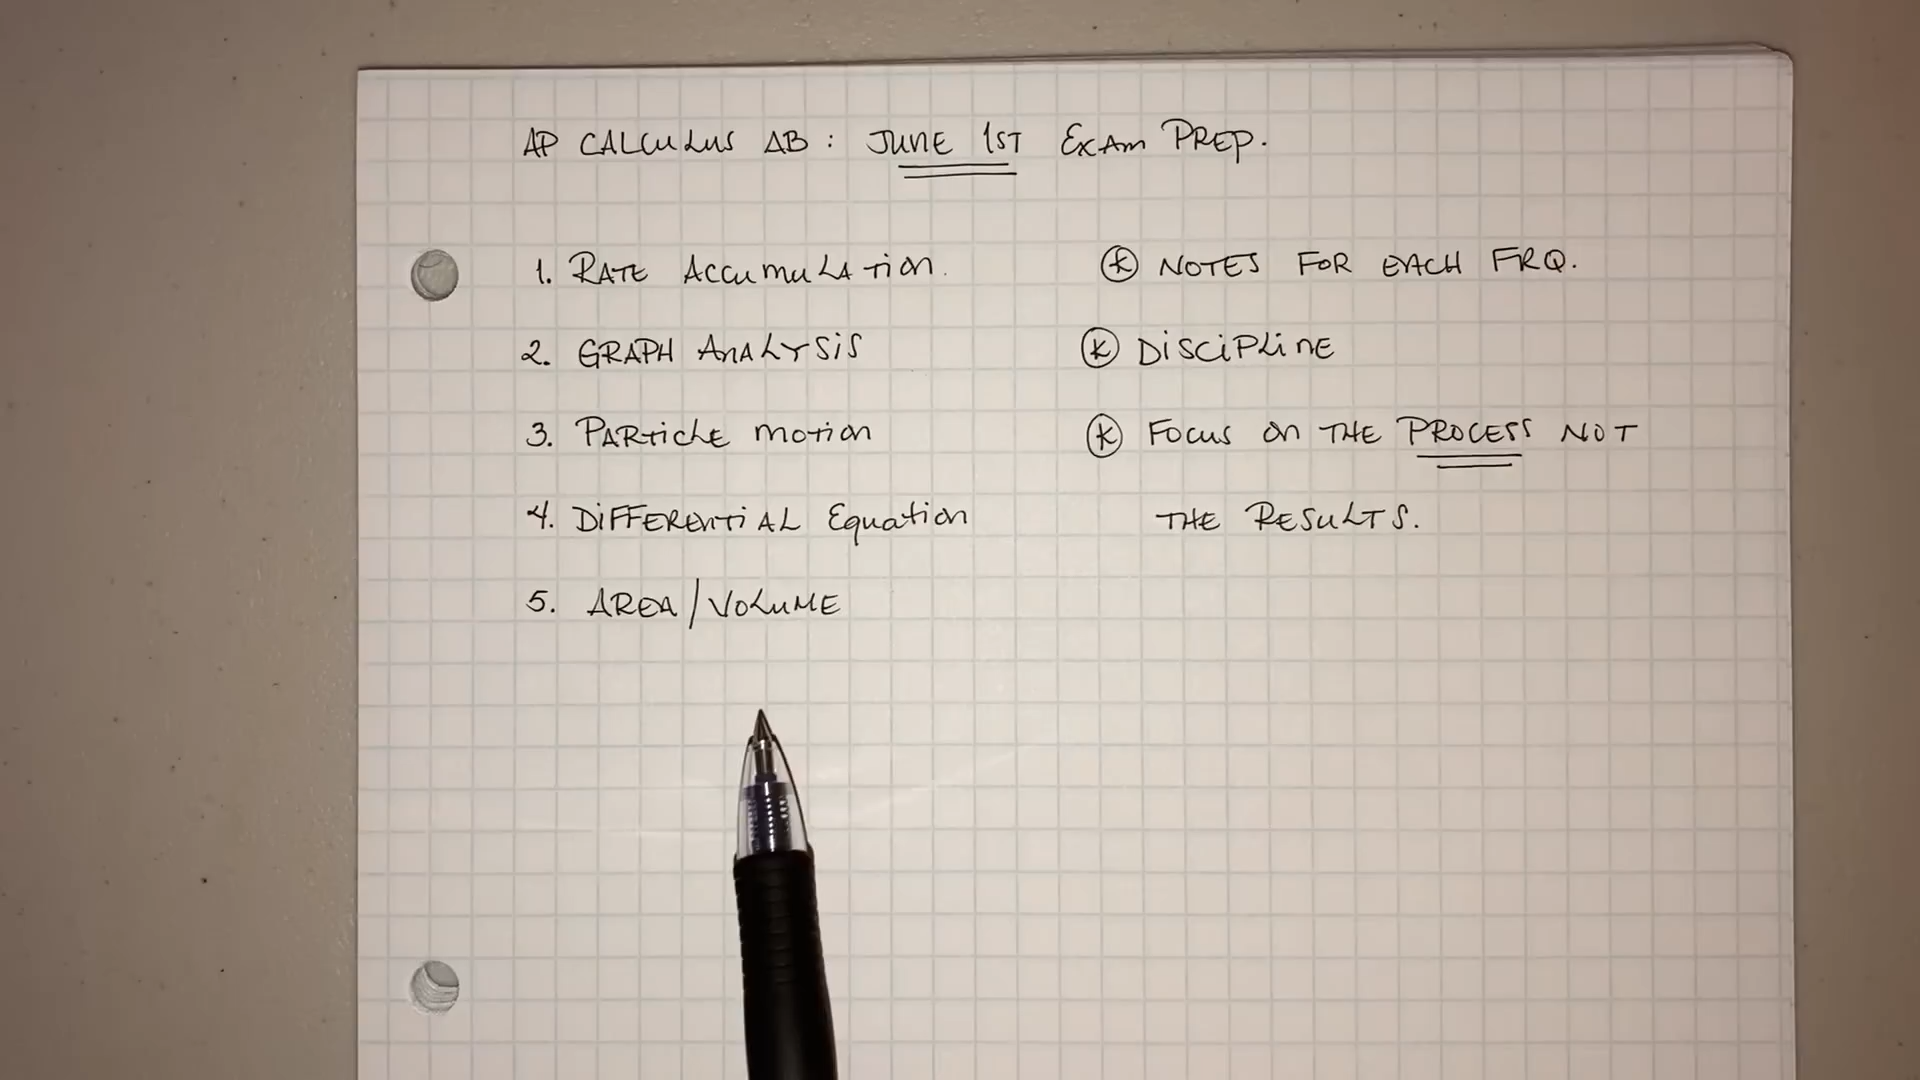 AP CALCULUS AB: JUNE 1ST EXAM PREP.
1. RATE ACCUMULATION.
2. GRAPH ANALYSIS
3. PARTICLE MOTION
4. DIFFERENTIAL Equation
5. AREA/VOLUME
* NOTES FOR EACH FRQ.
* DISCIPLINE
* FOCUS ON THE PROCESS NOT
THE RESULTS.